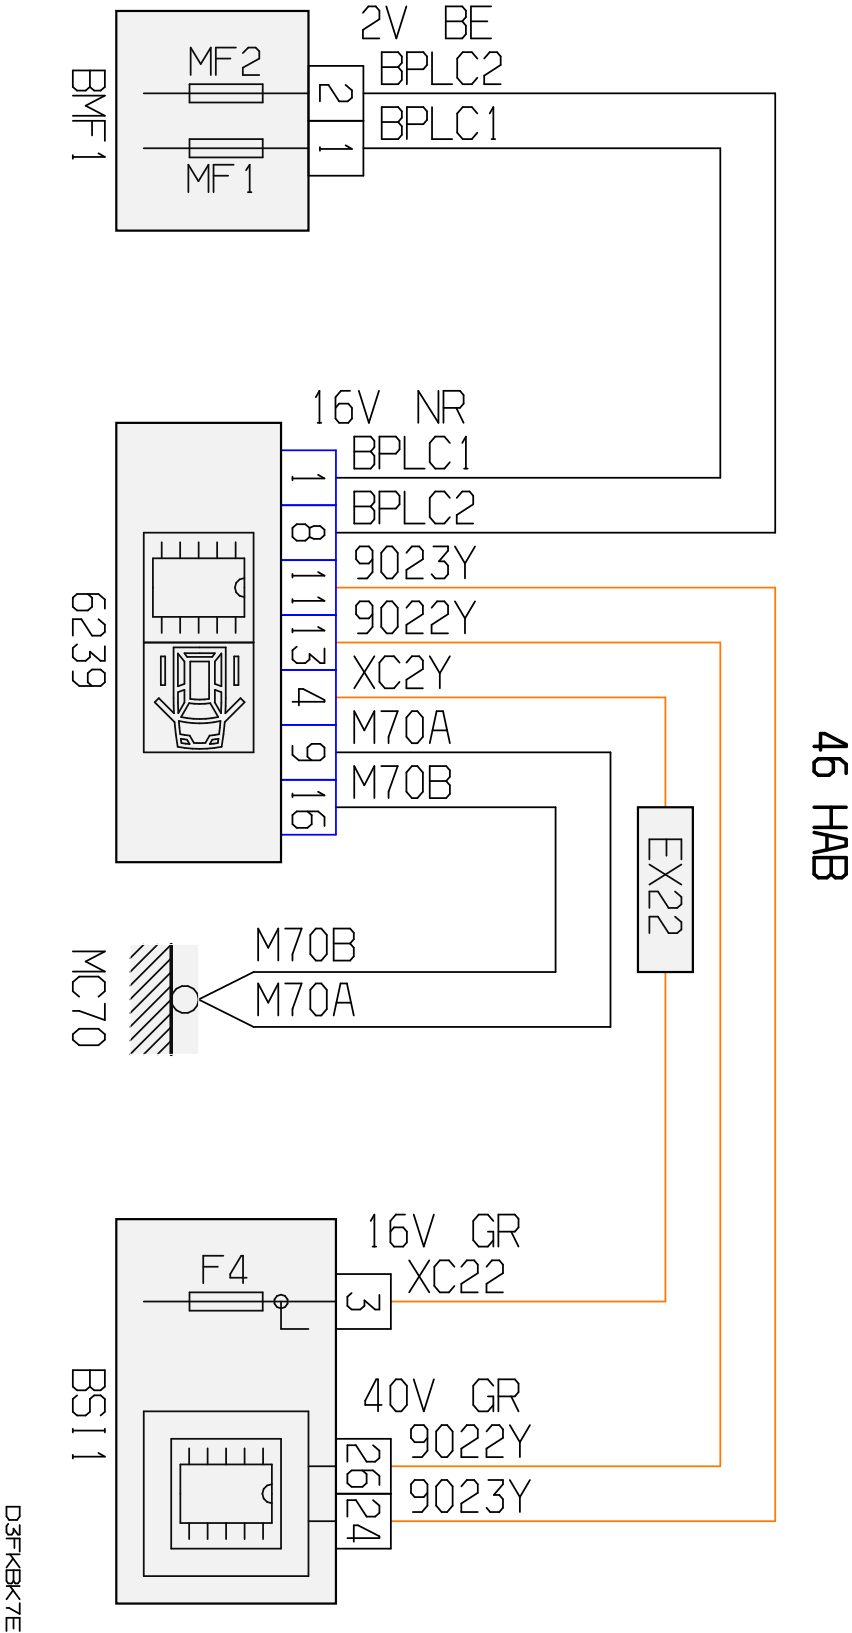 2V BE
MF2
BPLC2
2
BPLC1
1
MF1
BMF1
16V NR
BPLC1
1
BPLC2
8
9023Y
11
9022Y
13
XC2Y
4
M70A
9
M70B
16
6239
46 HAB
EX22
M70B
M70A
MC70
16V GR
XC22
F4
3
40V GR
9022Y
26
9023Y
24
BSI1
D3FKBK7E